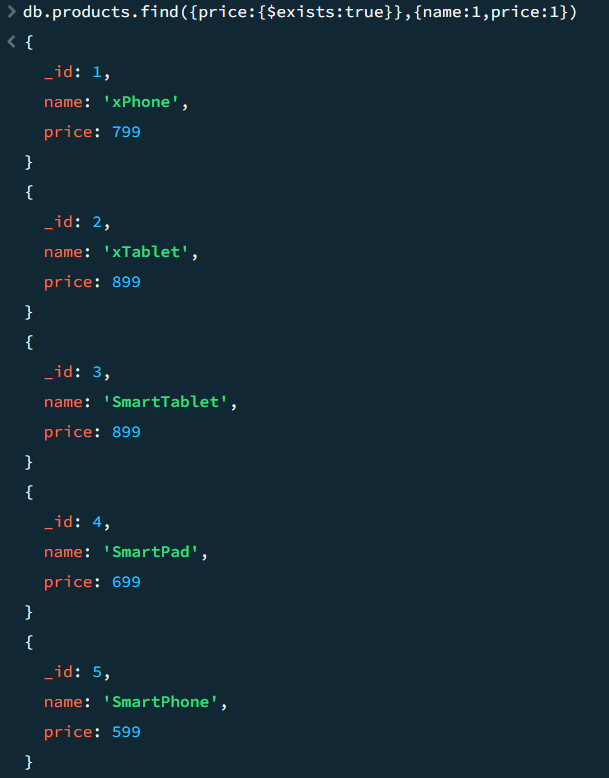 > db.products.find({price:{$exists:true}},{name:1,price:1})
< {
_id: 1,
name: 'xPhone',
price: 799
}
{
_id: 2,
name: 'xTablet',
price: 899
}
{
_id: 3,
name: 'SmartTablet',
price: 899
}
{
_id: 4,
name: 'SmartPad',
price: 699
}
{
_id: 5,
name: 'SmartPhone',
price: 599
}